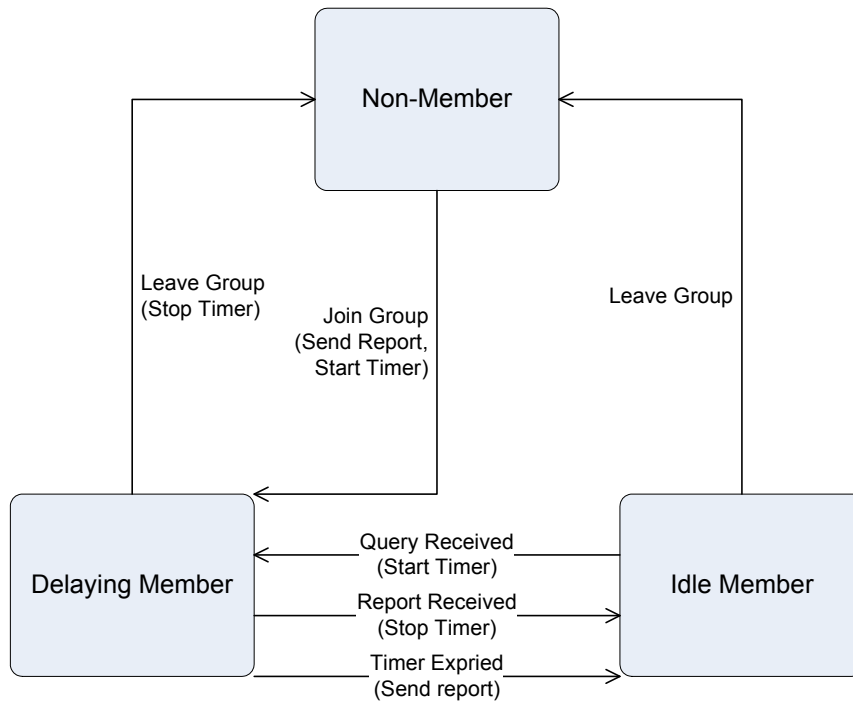 Non-Member
Leave Group
(Stop Timer)
Join Group
(Send Report,
Start Timer)
Leave Group
Delaying Member
Query Received
(Start Timer)
Report Received
(Stop Timer)
Timer Expried
(Send report)
Idle Member